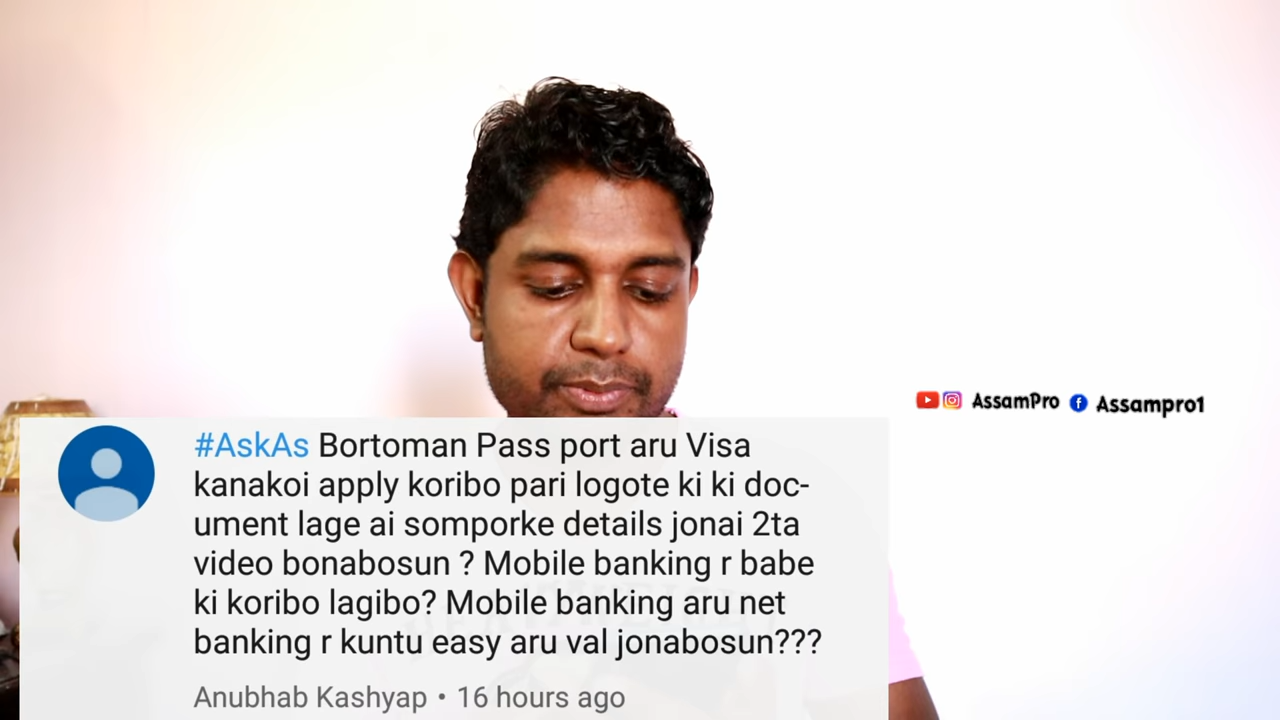 AssamPro
Assampro1
#AskAs Bortoman Pass port aru Visa
kanakoi apply koribo pari logote ki ki doc-
ument lage ai somporke details jonai 2ta
video bonabosun ? Mobile banking r babe
ki koribo lagibo? Mobile banking aru net
banking r kuntu easy aru val jonabosun???
Anubhab Kashyap • 16 hours ago